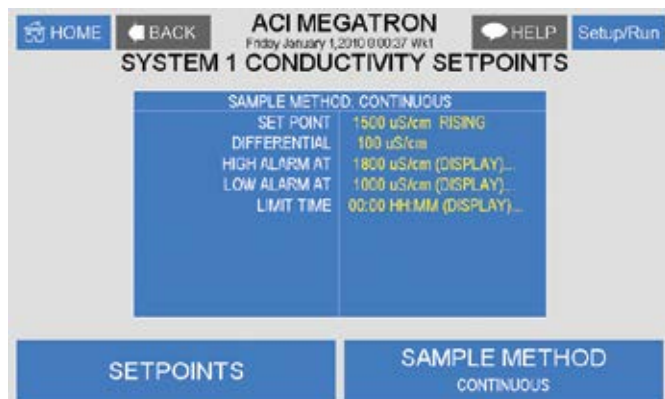 HOME
BACK
ACI MEGATRON
Friday January 1,2010 0:00:37 Wk1
HELP
Setup/Run
SYSTEM 1 CONDUCTIVITY SETPOINTS
SAMPLE METHOD: CONTINUOUS
SET POINT 1500 uS/cm RISING
DIFFERENTIAL 100 uS/cm
HIGH ALARM AT 1800 uS/cm (DISPLAY)...
LOW ALARM AT 1000 uS/cm (DISPLAY)...
LIMIT TIME 00:00 HH:MM (DISPLAY)...
SETPOINTS
SAMPLE METHOD
CONTINUOUS